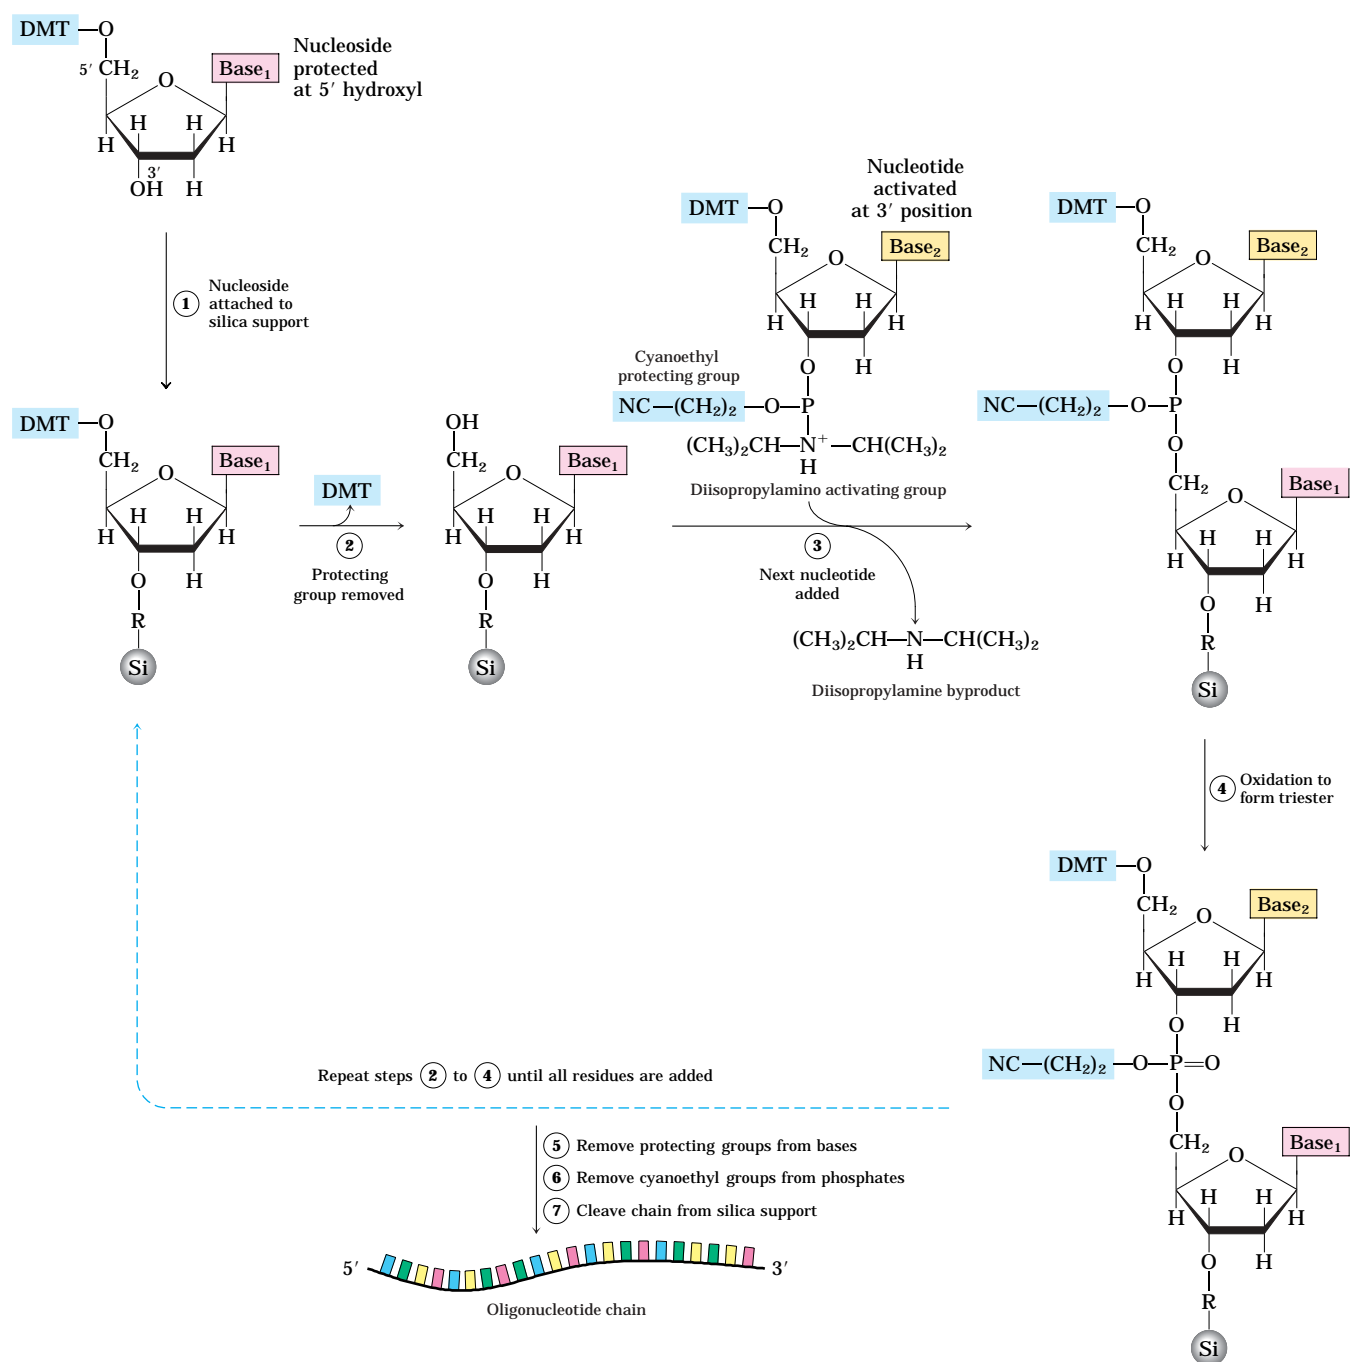 DMT—O
5′ CH₂
O
Base₁
Nucleoside
protected
at 5′ hydroxyl
H H
H H
3′
OH H
1 Nucleoside
attached to
silica support
DMT—O
CH₂
O
Base₁
H H
H H
O H
R
Si
DMT
2
Protecting
group removed
OH
CH₂
O
Base₁
H H
H H
O H
R
Si
Nucleotide
activated
at 3′ position
DMT—O
CH₂
O
Base₂
H H
H H
H
O
Cyanoethyl
protecting group
NC—(CH₂)₂—O—P
(CH₃)₂CH—N⁺—CH(CH₃)₂
H
Diisopropylamino activating group
3
Next nucleotide
added
(CH₃)₂CH—N—CH(CH₃)₂
H
Diisopropylamine byproduct
DMT—O
CH₂
O
Base₂
H H
H H
H
O
NC—(CH₂)₂—O—P
O
CH₂
O
Base₁
H H
H H
O H
R
Si
4 Oxidation to
form triester
DMT—O
CH₂
O
Base₂
H H
H H
H
O
NC—(CH₂)₂—O—P=O
O
CH₂
O
Base₁
H H
H H
O H
R
Si
Repeat steps 2 to 4 until all residues are added
5 Remove protecting groups from bases
6 Remove cyanoethyl groups from phosphates
7 Cleave chain from silica support
5′ 3′
Oligonucleotide chain